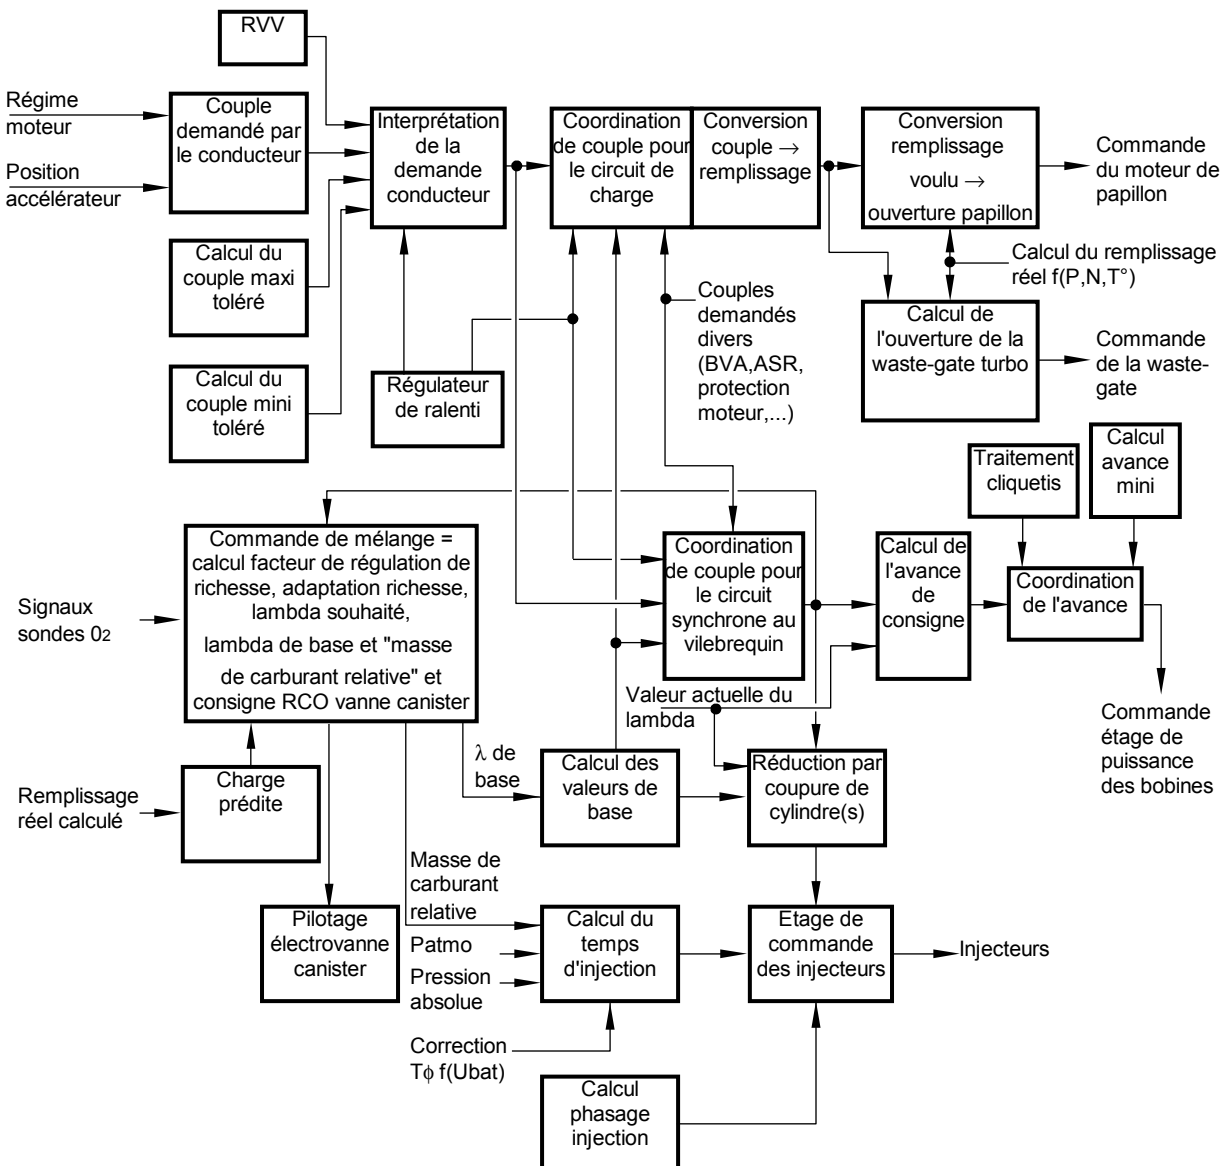 RVV
Régime
moteur
Position
accélérateur
Couple
demandé par
le conducteur
Interprétation
de la
demande
conducteur
Coordination
de couple pour
le circuit de
charge
Conversion
couple →
remplissage
Conversion
remplissage
voulu →
ouverture papillon
Commande
du moteur de
papillon
Calcul du
couple maxi
toléré
Calcul du
couple mini
toléré
Régulateur
de ralenti
Couples
demandés
divers
(BVA,ASR,
protection
moteur,...)
Calcul du remplissage
réel f(P,N,T°)
Calcul de
l'ouverture de la
waste-gate turbo
Commande
de la waste-
gate
Traitement
cliquetis
Calcul
avance
mini
Signaux
sondes 02
Commande de mélange =
calcul facteur de régulation de
richesse, adaptation richesse,
lambda souhaité,
lambda de base et "masse
de carburant relative" et
consigne RCO vanne canister
Coordination
de couple pour
le circuit
synchrone au
vilebrequin
Calcul de
l'avance
de
consigne
Coordination
de l'avance
Valeur actuelle du
lambda
Commande
étage de
puissance
des bobines
Remplissage
réel calculé
Charge
prédite
λ de
base
Calcul des
valeurs de
base
Réduction par
coupure de
cylindre(s)
Masse de
carburant
relative
Patmo
Pression
absolue
Pilotage
électrovanne
canister
Calcul du
temps
d'injection
Etage de
commande
des injecteurs
Injecteurs
Correction
Tϕ f(Ubat)
Calcul
phasage
injection